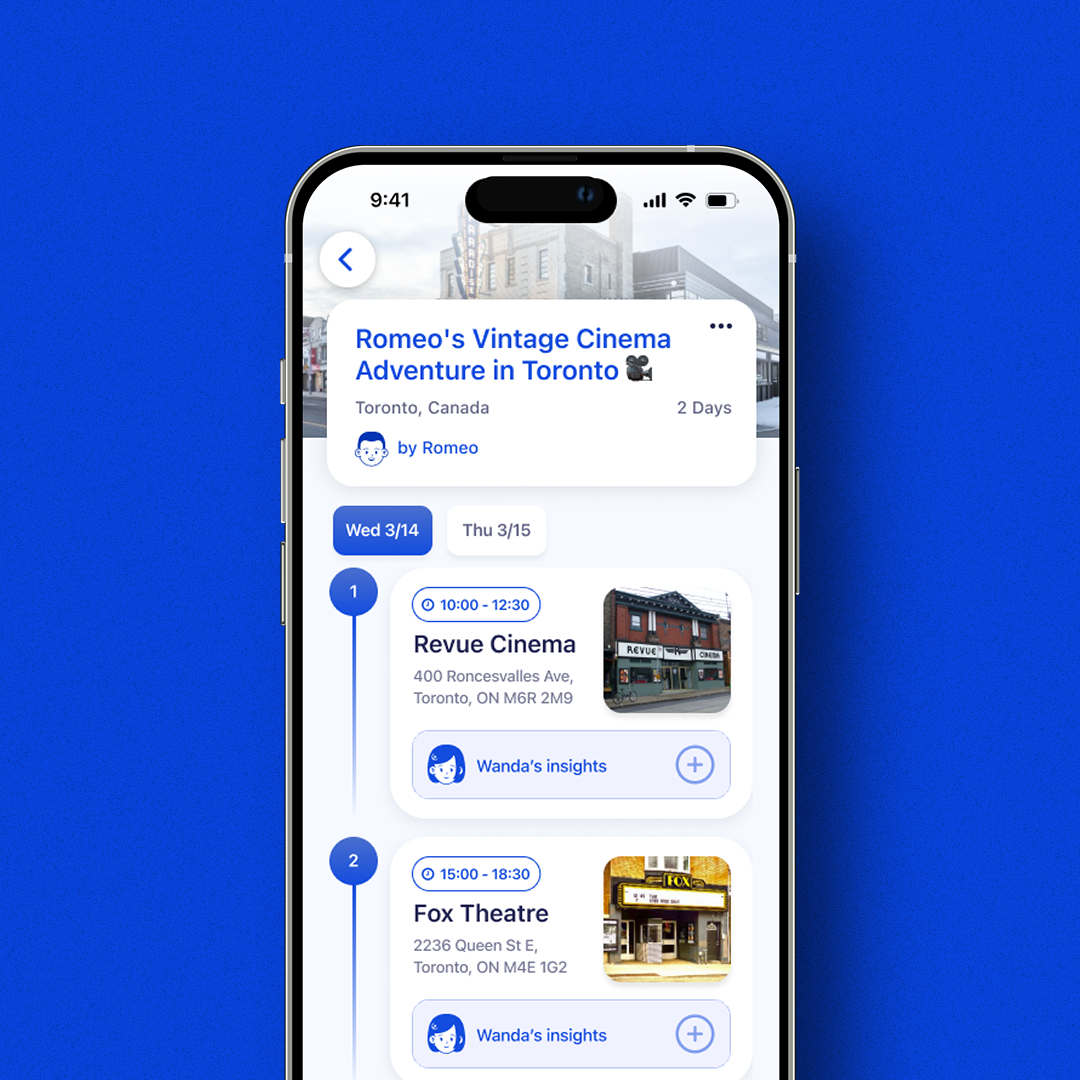 9:41
PARADISE
Romeo's Vintage Cinema
Adventure in Toronto
Toronto, Canada
2 Days
by Romeo
Wed 3/14
Thu 3/15
1
10:00 - 12:30
Revue Cinema
400 Roncesvalles Ave,
Toronto, ON M6R 2M9
REVUE
CINEMA
Wanda’s insights
2
15:00 - 18:30
Fox Theatre
2236 Queen St E,
Toronto, ON M4E 1G2
FOX
Wanda’s insights